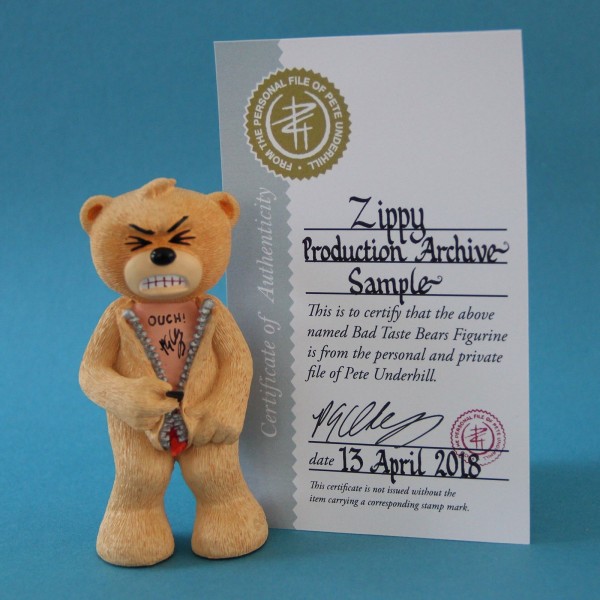 FROM THE PERSONAL FILE OF PETE UNDERHILL •
Certificate of Authenticity
Zippy
Production Archive
Sample
This is to certify that the above
named Bad Taste Bears Figurine
is from the personal and private
file of Pete Underhill.
date 13 April 2018
This certificate is not issued without the
item carrying a corresponding stamp mark.
OUCH!